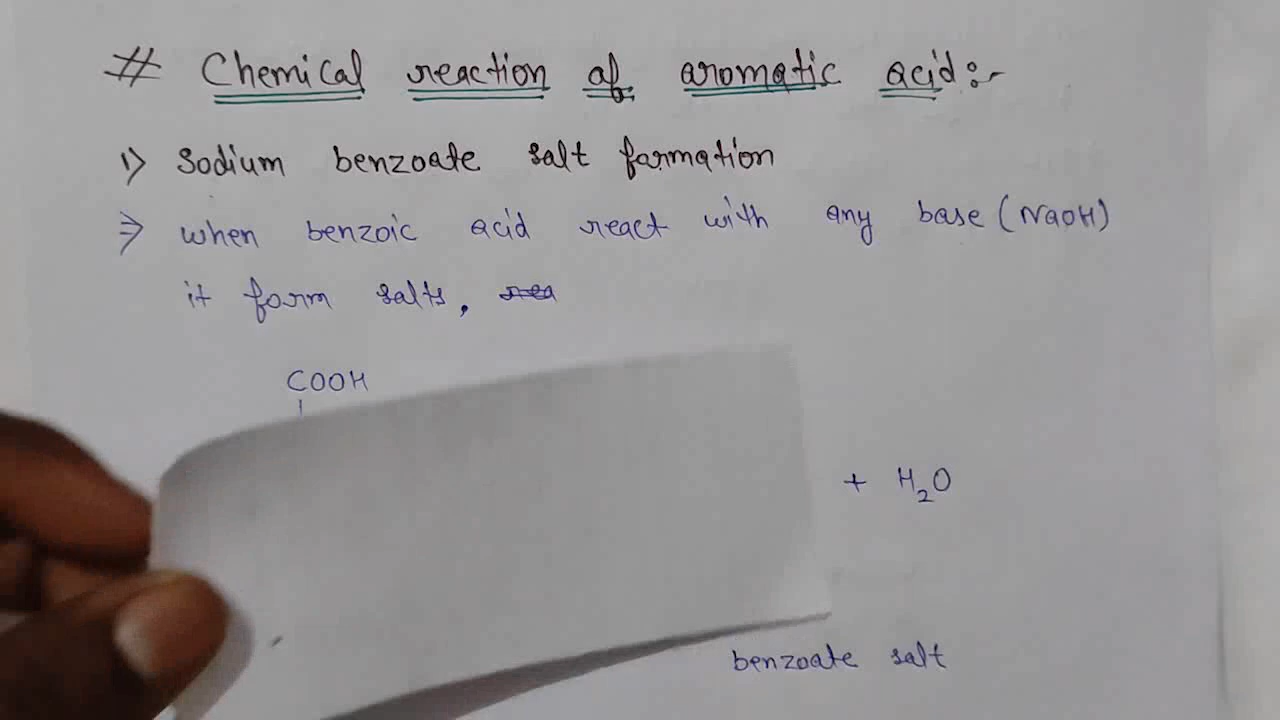 # Chemical reaction of aromatic acid:-
1) Sodium benzoate salt formation
⇒ when benzoic acid react with any base (NaOH)
it form salts,
COOH
+ H₂O
benzoate salt